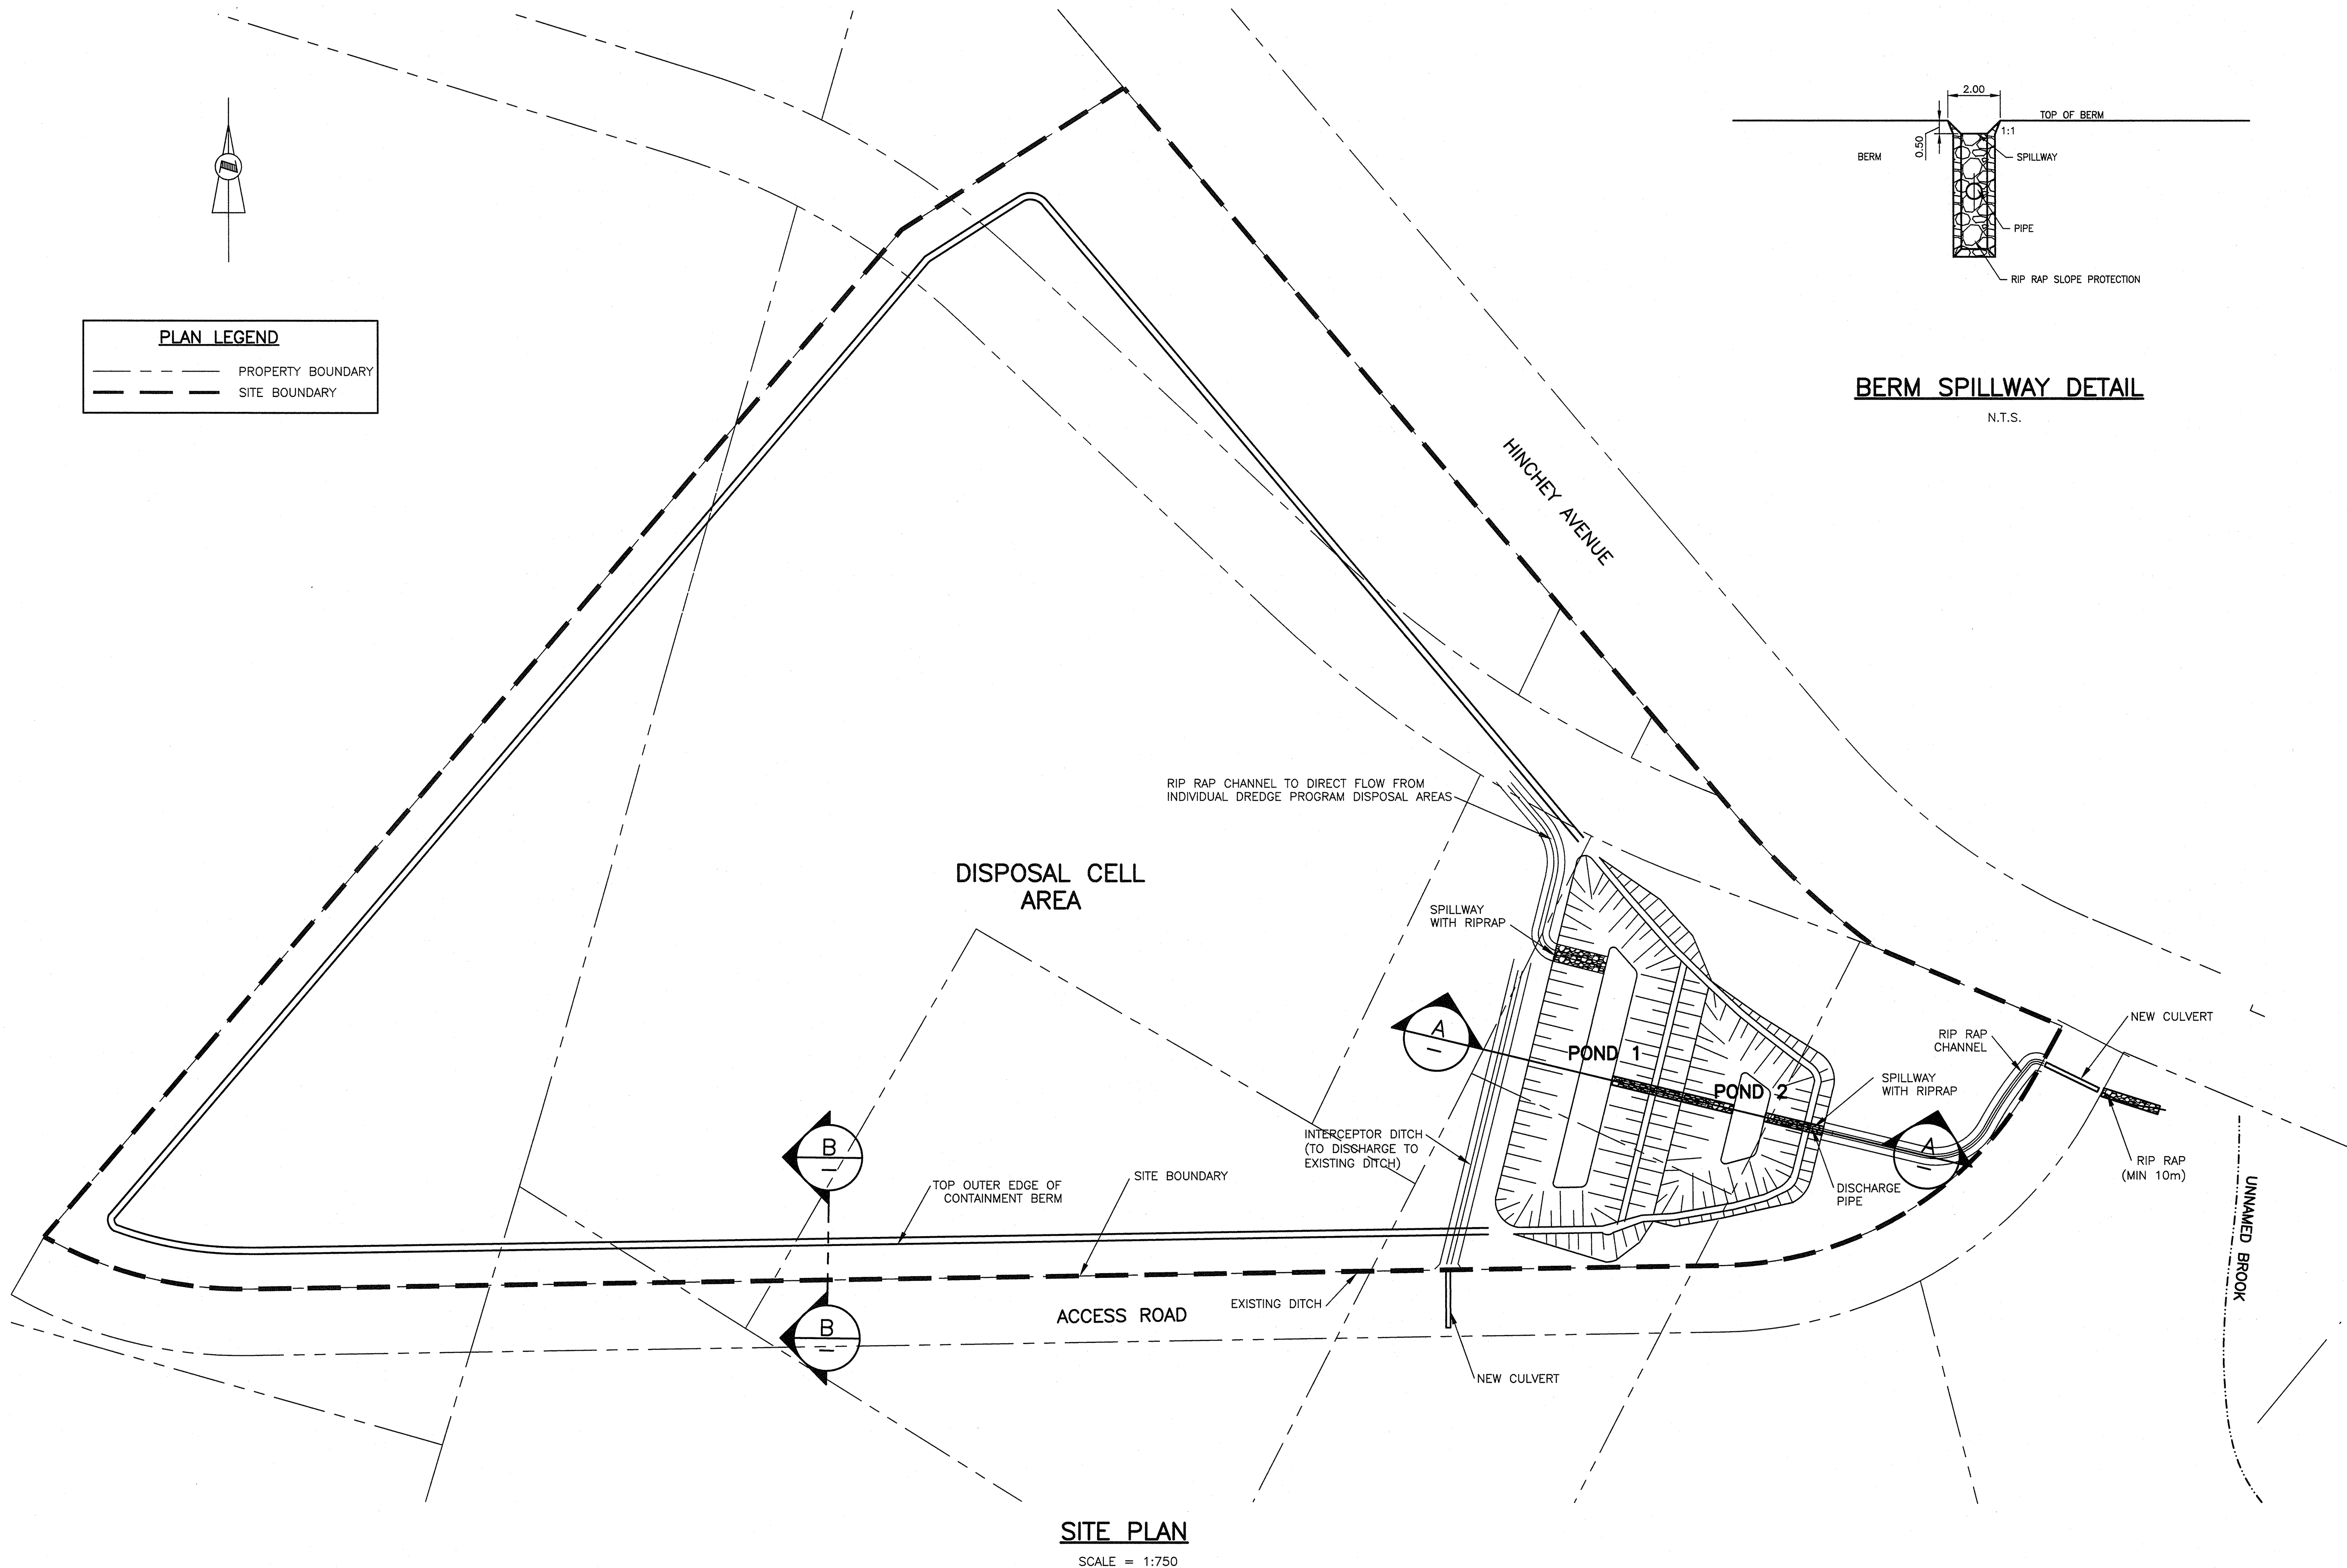 2.00
TOP OF BERM
1:1
0.50
BERM
SPILLWAY
PIPE
RIP RAP SLOPE PROTECTION
BERM SPILLWAY DETAIL
N.T.S.
PLAN LEGEND
PROPERTY BOUNDARY
SITE BOUNDARY
HINCHEY AVENUE
RIP RAP CHANNEL TO DIRECT FLOW FROM
INDIVIDUAL DREDGE PROGRAM DISPOSAL AREAS
DISPOSAL CELL
AREA
SPILLWAY
WITH RIPRAP
A
POND 1
POND 2
NEW CULVERT
RIP RAP
CHANNEL
SPILLWAY
WITH RIPRAP
A
INTERCEPTOR DITCH
(TO DISCHARGE TO
EXISTING DITCH)
RIP RAP
(MIN 10m)
DISCHARGE
PIPE
UNNAMED BROOK
B
TOP OUTER EDGE OF
CONTAINMENT BERM
SITE BOUNDARY
EXISTING DITCH
ACCESS ROAD
B
NEW CULVERT
SITE PLAN
SCALE = 1:750